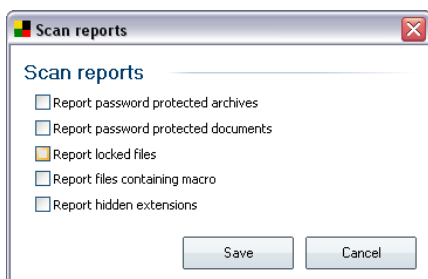 Scan reports
Scan reports
Report password protected archives
Report password protected documents
Report locked files
Report files containing macro
Report hidden extensions
Save Cancel